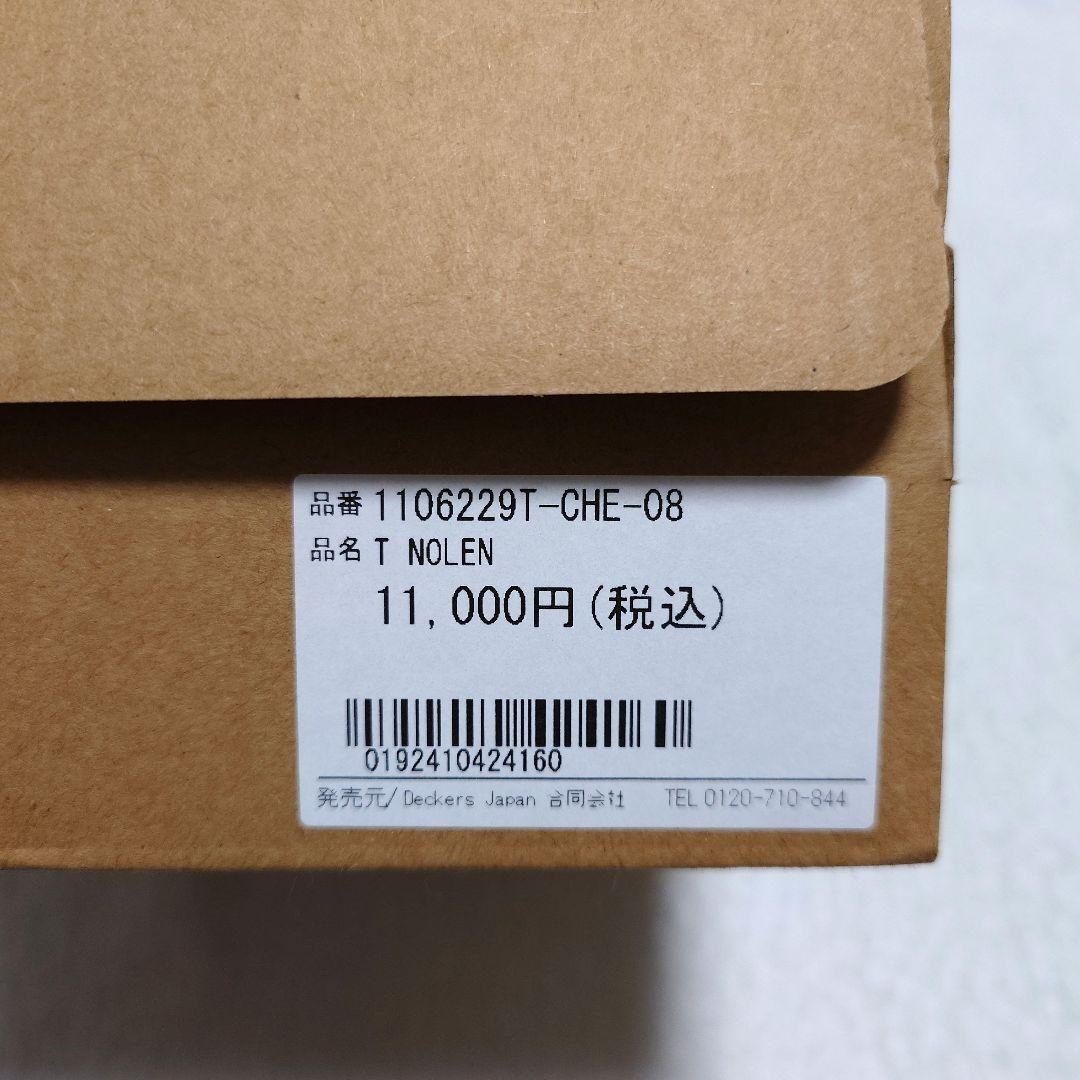 品番 1106229T-CHE-08
品名 T NOLEN
11,000円(税込)
0192410424160
発売元/Deckers Japan 合同会社 TEL 0120-710-844